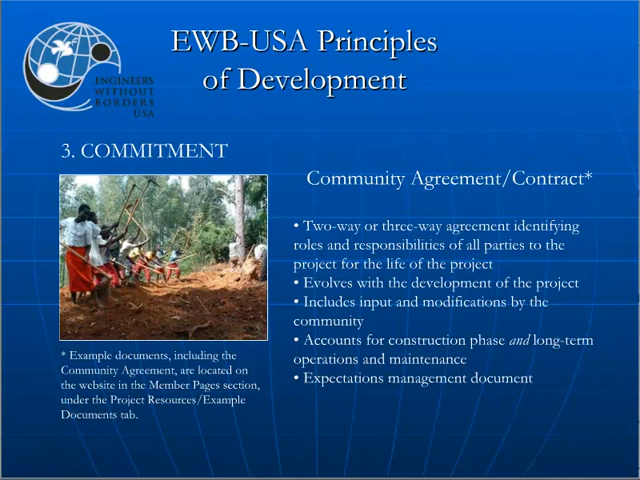 EWB-USA Principles
of Development
ENGINEERS
WITHOUT
BORDERS
USA
3. COMMITMENT
Community Agreement/Contract*
• Two-way or three-way agreement identifying
roles and responsibilities of all parties to the
project for the life of the project
• Evolves with the development of the project
• Includes input and modifications by the
community
• Accounts for construction phase and long-term
operations and maintenance
• Expectations management document
* Example documents, including the
Community Agreement, are located on
the website in the Member Pages section,
under the Project Resources/Example
Documents tab.